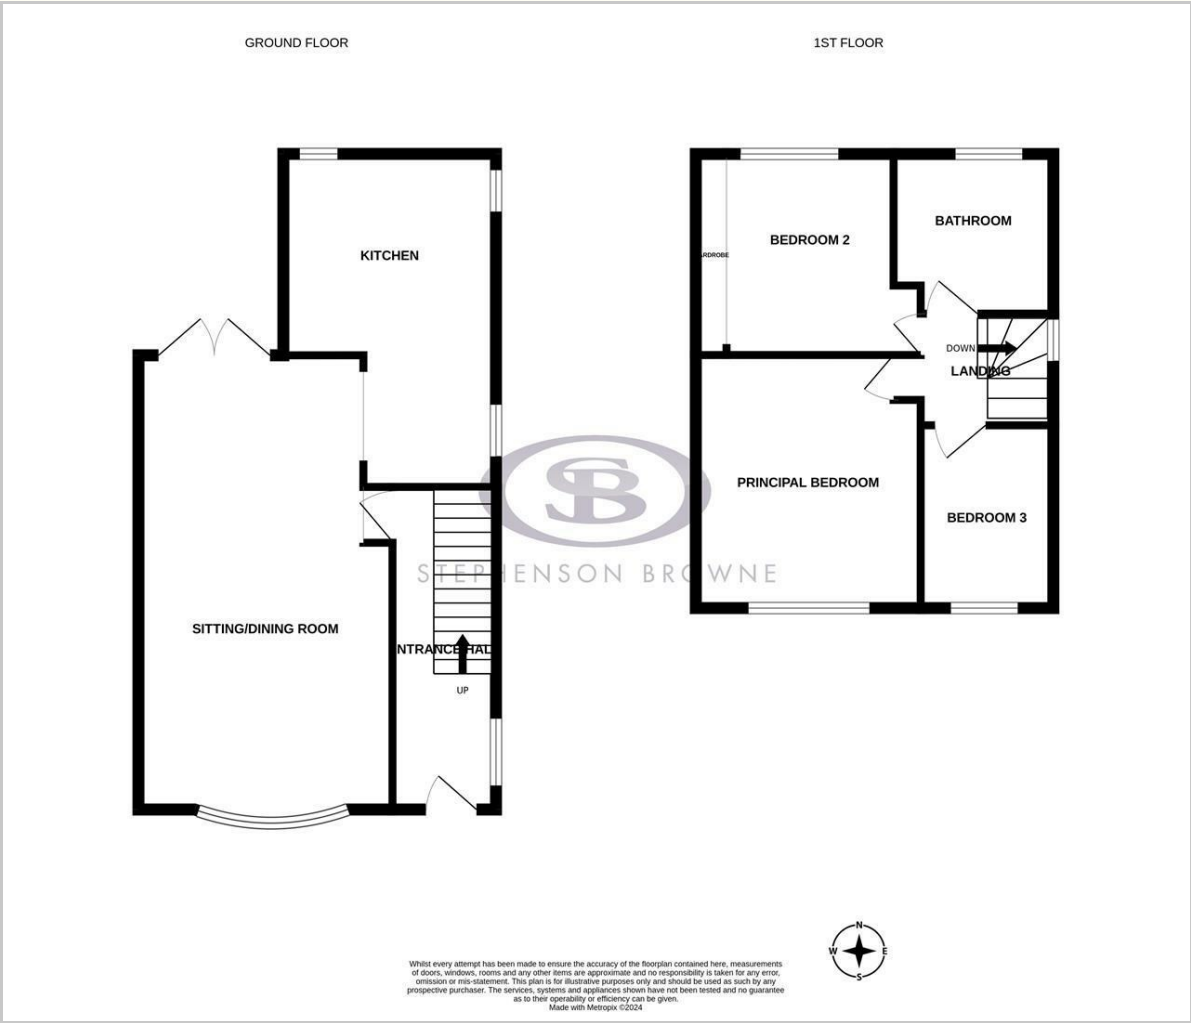 GROUND FLOOR
1ST FLOOR
KITCHEN
BEDROOM 2
BATHROOM
ARDROBE
DOWN
LANDING
PRINCIPAL BEDROOM
BEDROOM 3
SB
STEPHENSON BROWNE
SITTING/DINING ROOM
NTRANCE HAL
UP
N
W E
S
Whilst every attempt has been made to ensure the accuracy of the floorplan contained here, measurements
of doors, windows, rooms and any other items are approximate and no responsibility is taken for any error,
omission or mis-statement. This plan is for illustrative purposes only and should be used as such by any
prospective purchaser. The services, systems and appliances shown have not been tested and no guarantee
as to their operability or efficiency can be given.
Made with Metropix ©2024